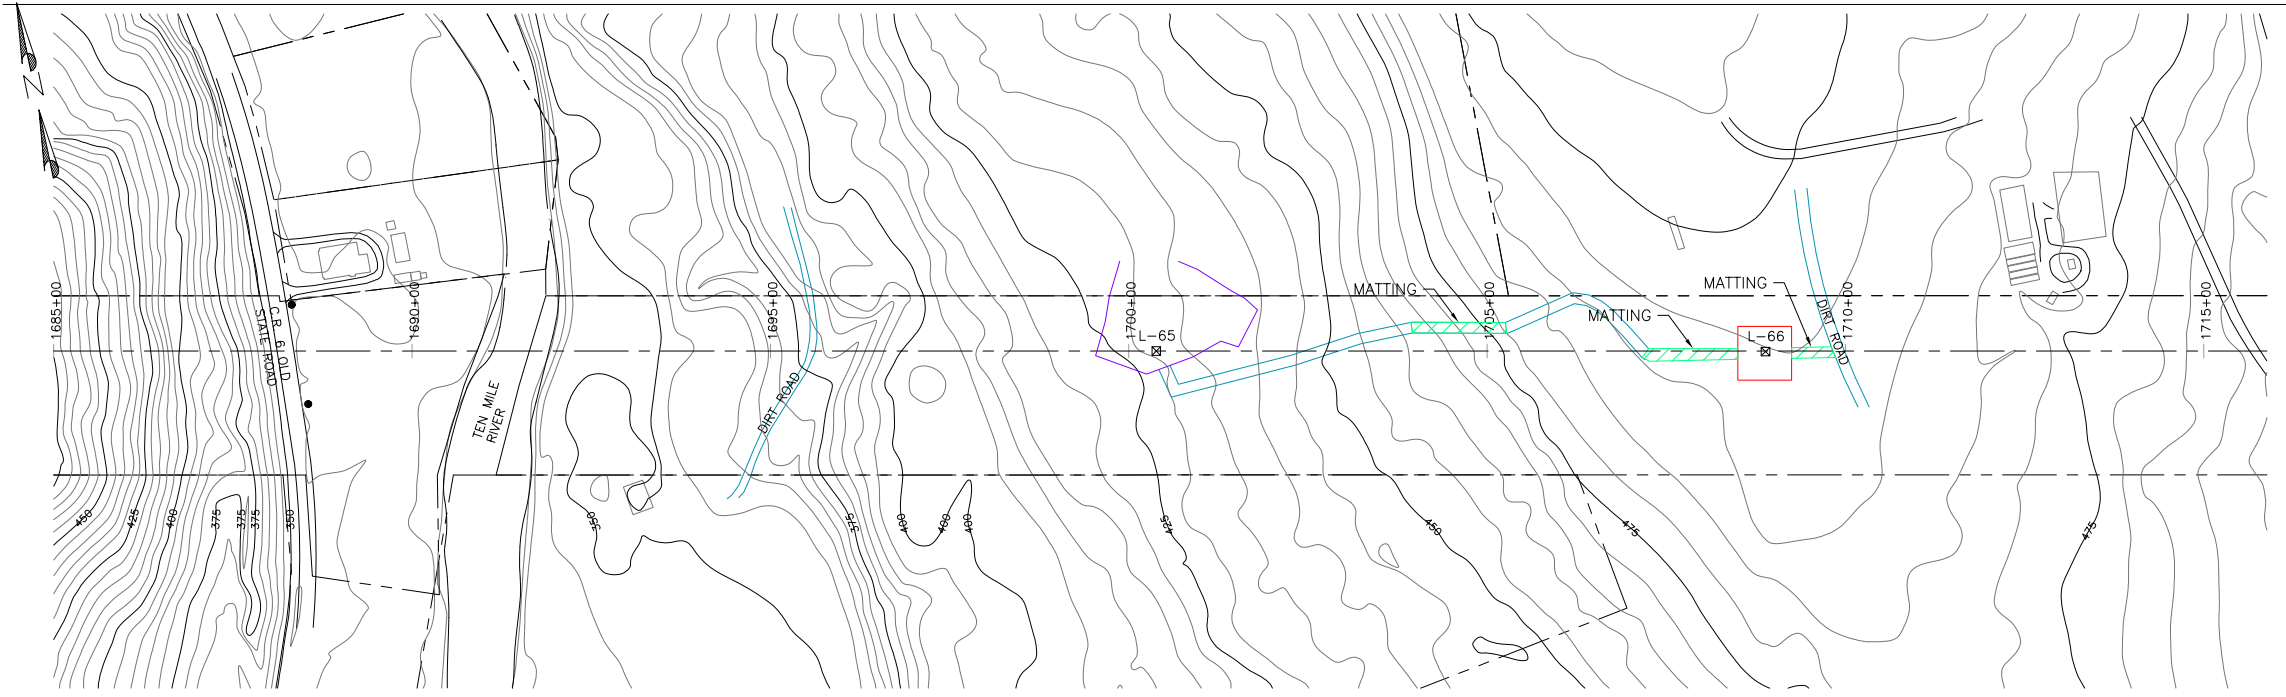 N
1685+00
1690+00
1695+00
1700+00
1705+00
1710+00
1715+00
C.R. 6 OLD
STATE ROAD
TEN MILE
RIVER
DIRT ROAD
L-65
MATTING
MATTING
MATTING
L-66
DIRT ROAD
450
425
400
375
375
375
350
350
375
400
400
400
425
450
475
475